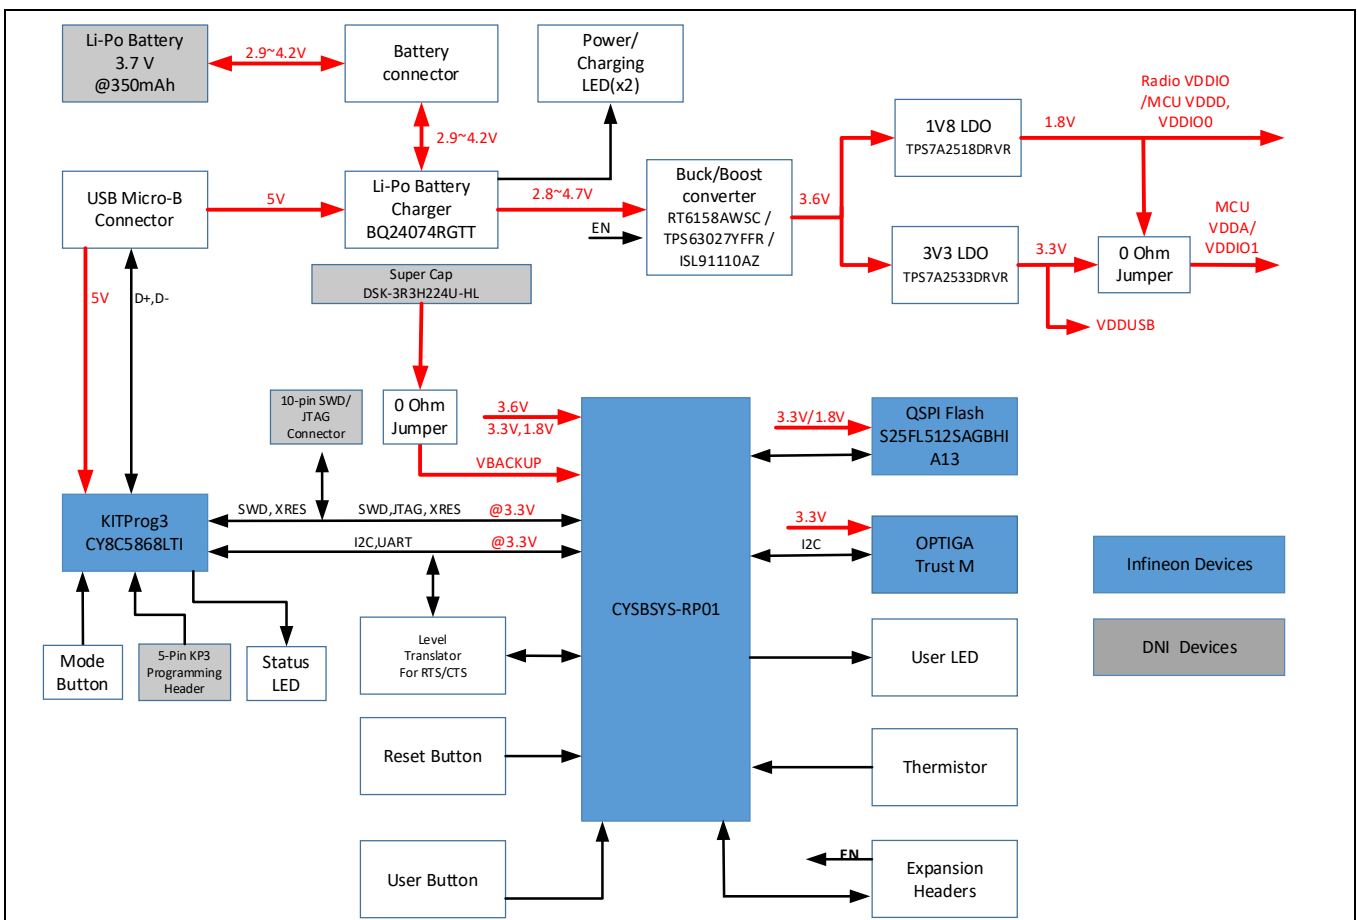 Li-Po Battery
3.7 V
@350mAh
2.9~4.2V
Battery
connector
Power/
Charging
LED(x2)
2.9~4.2V
USB Micro-B
Connector
5V
Li-Po Battery
Charger
BQ24074RGTT
2.8~4.7V
EN
Buck/Boost
converter
RT6158AWSC /
TPS63027YFFR /
ISL91110AZ
3.6V
1V8 LDO
TPS7A2518DRVR
1.8V
Radio VDDIO
/MCU VDDD,
VDDIO0
3V3 LDO
TPS7A2533DRVR
3.3V
0 Ohm
Jumper
MCU
VDDA/
VDDIO1
VDDUSB
5V
D+,D-
Super Cap
DSK-3R3H224U-HL
10-pin SWD/
JTAG
Connector
0 Ohm
Jumper
3.6V
3.3V,1.8V
VBACKUP
3.3V/1.8V
QSPI Flash
S25FL512SAGBHI
A13
KITProg3
CY8C5868LTI
SWD, XRES
SWD,JTAG, XRES
@3.3V
I2C,UART
@3.3V
CYSBSYS-RP01
3.3V
I2C
OPTIGA
Trust M
Infineon Devices
DNI Devices
Mode
Button
5-Pin KP3
Programming
Header
Status
LED
Level
Translator
For RTS/CTS
User LED
Reset Button
Thermistor
User Button
EN
Expansion
Headers